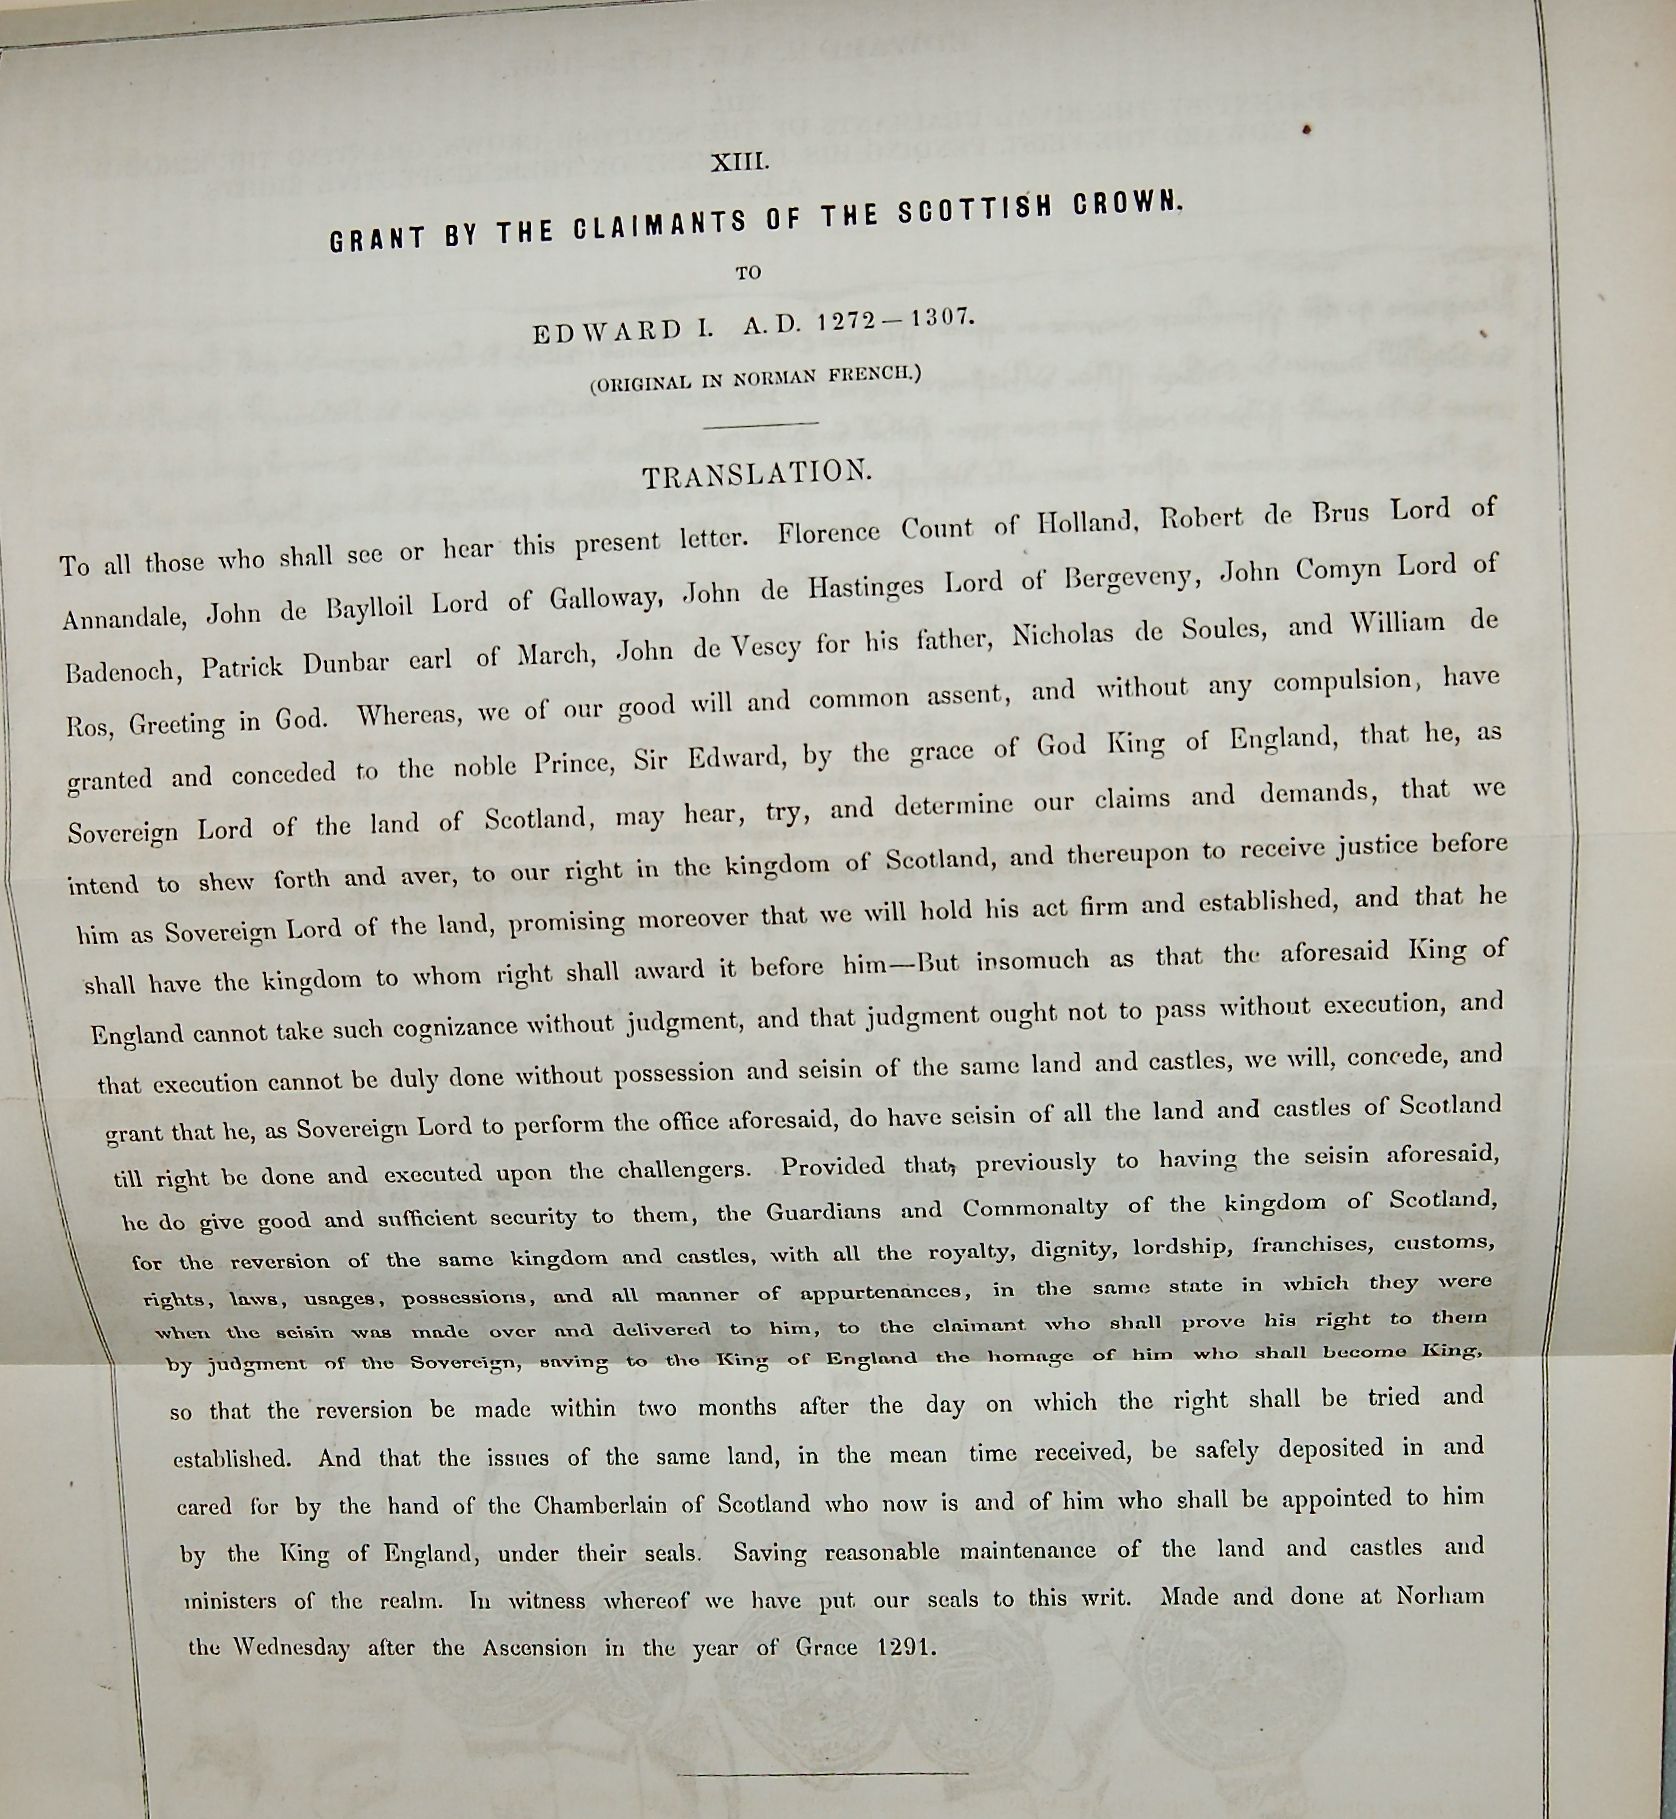 XIII.
GRANT BY THE CLAIMANTS OF THE SCOTTISH CROWN.
TO
EDWARD I. A.D. 1272—1307.
(ORIGINAL IN NORMAN FRENCH.)
TRANSLATION.
To all those who shall see or hear this present letter. Florence Count of Holland, Robert de Brus Lord of
Annandale, John de Baylloil Lord of Galloway, John de Hastinges Lord of Bergeveny, John Comyn Lord of
Badenoch, Patrick Dunbar earl of March, John de Vescy for his father, Nicholas de Soules, and William de
Ros, Greeting in God. Whereas, we of our good will and common assent, and without any compulsion, have
granted and conceded to the noble Prince, Sir Edward, by the grace of God King of England, that he, as
Sovereign Lord of the land of Scotland, may hear, try, and determine our claims and demands, that we
intend to shew forth and aver, to our right in the kingdom of Scotland, and thereupon to receive justice before
him as Sovereign Lord of the land, promising moreover that we will hold his act firm and established, and that he
shall have the kingdom to whom right shall award it before him—But insomuch as that the aforesaid King of
England cannot take such cognizance without judgment, and that judgment ought not to pass without execution, and
that execution cannot be duly done without possession and seisin of the same land and castles, we will, concede, and
grant that he, as Sovereign Lord to perform the office aforesaid, do have seisin of all the land and castles of Scotland
till right be done and executed upon the challengers. Provided that, previously to having the seisin aforesaid,
he do give good and sufficient security to them, the Guardians and Commonalty of the kingdom of Scotland,
for the reversion of the same kingdom and castles, with all the royalty, dignity, lordship, franchises, customs,
rights, laws, usages, possessions, and all manner of appurtenances, in the same state in which they were
when the seisin was made over and delivered to him, to the claimant who shall prove his right to them
by judgment of the Sovereign, saving to the King of England the homage of him who shall become King,
so that the reversion be made within two months after the day on which the right shall be tried and
established. And that the issues of the same land, in the mean time received, be safely deposited in and
cared for by the hand of the Chamberlain of Scotland who now is and of him who shall be appointed to him
by the King of England, under their seals. Saving reasonable maintenance of the land and castles and
ministers of the realm. In witness whereof we have put our seals to this writ. Made and done at Norham
the Wednesday after the Ascension in the year of Grace 1291.